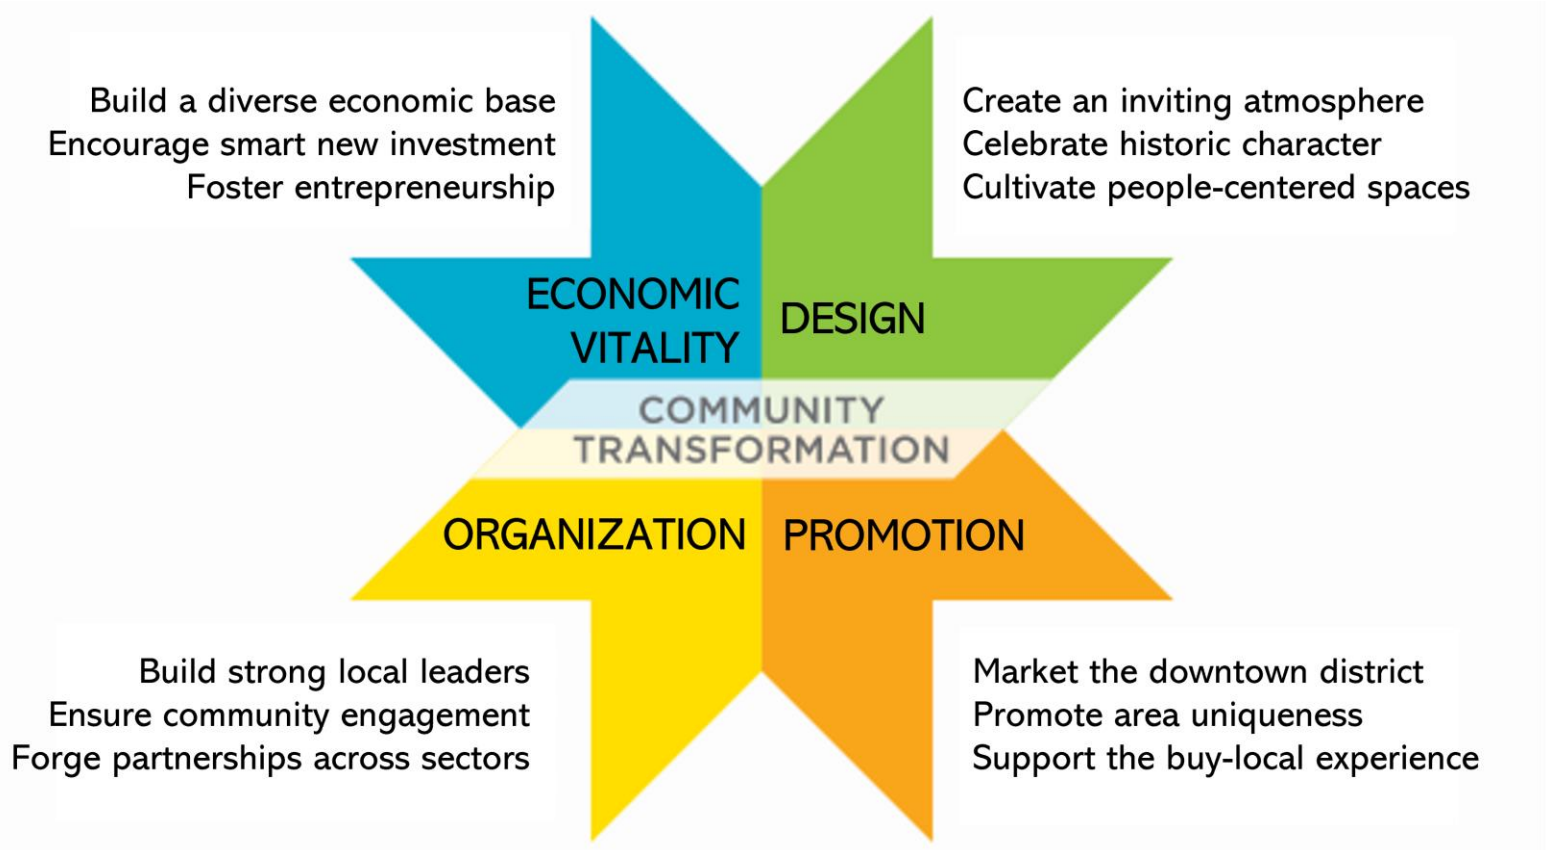 Build a diverse economic base
Encourage smart new investment
Foster entrepreneurship
Create an inviting atmosphere
Celebrate historic character
Cultivate people-centered spaces
ECONOMIC
VITALITY
DESIGN
COMMUNITY
TRANSFORMATION
ORGANIZATION
PROMOTION
Build strong local leaders
Ensure community engagement
Forge partnerships across sectors
Market the downtown district
Promote area uniqueness
Support the buy-local experience